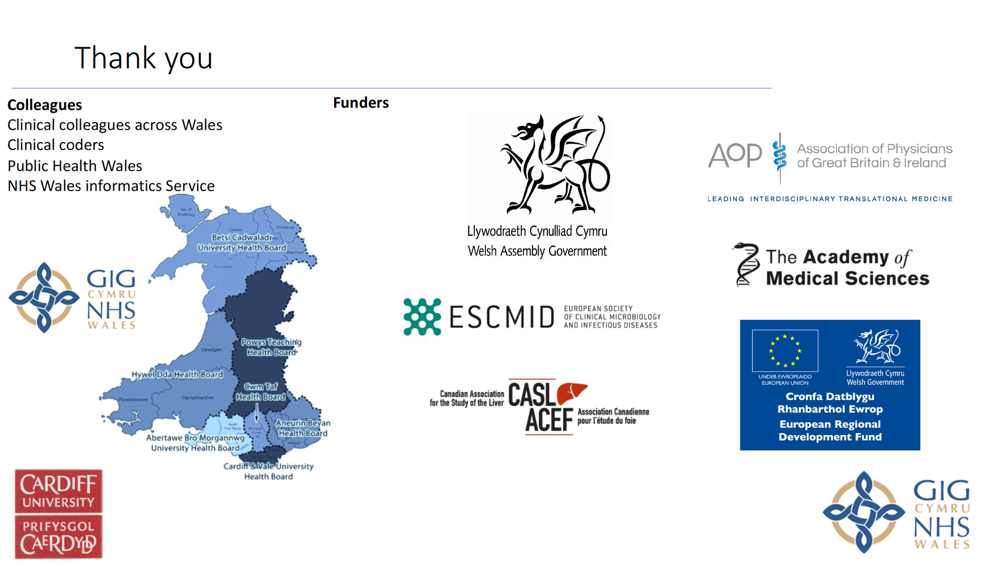 Thank you
Colleagues
Clinical colleagues across Wales
Clinical coders
Public Health Wales
NHS Wales informatics Service
Isle of
Anglesey
Conwy
Flintshire
Betsi Cadwaladr
University Health Board
Wrexham
Gwynedd
Powys Teaching
Health Board
Ceredigion
Hywel Dda Health Board
Cwm Taf
Health Board
Pembrokeshire
Carmarthenshire
Aneurin Bevan
Health Board
Abertawe Bro Morgannwg
University Health Board
Newport
Cardiff & Vale University
Health Board
GIG
CYMRU
NHS
WALES
CARDIFF
UNIVERSITY
PRIFYSGOL
CAERDYDD
Funders
Llywodraeth Cynulliad Cymru
Welsh Assembly Government
ESCMID
EUROPEAN SOCIETY
OF CLINICAL MICROBIOLOGY
AND INFECTIOUS DISEASES
Canadian Association
for the Study of the Liver
CASL
ACEF
Association Canadienne
pour l'étude du foie
AOP
Association of Physicians
of Great Britain & Ireland
LEADING INTERDISCIPLINARY TRANSLATIONAL MEDICINE
The Academy of
Medical Sciences
UNDEB EWROPEAIDD
EUROPEAN UNION
Llywodraeth Cymru
Welsh Government
Cronfa Datblygu
Rhanbarthol Ewrop
European Regional
Development Fund
GIG
CYMRU
NHS
WALES